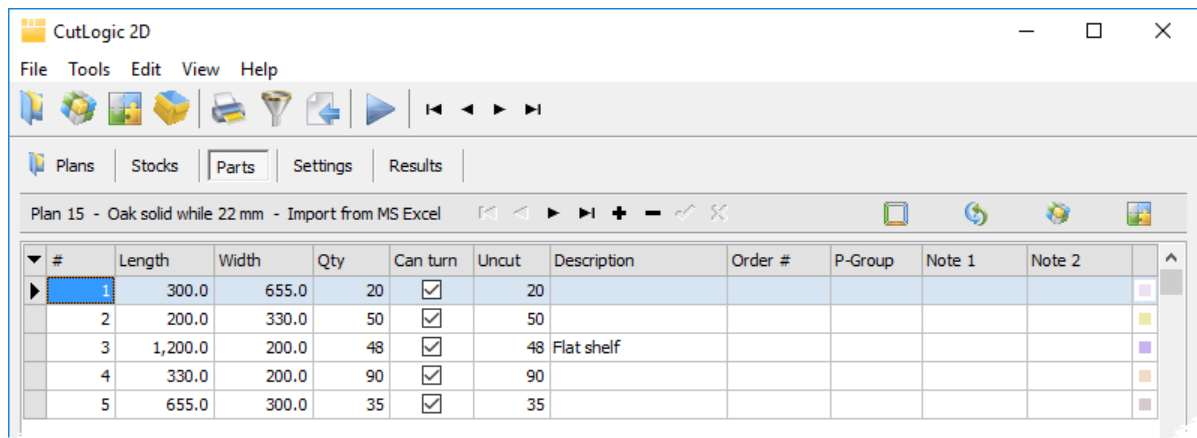 CutLogic 2D
File Tools Edit View Help
Plans Stocks Parts Settings Results
Plan 15 - Oak solid while 22 mm - Import from MS Excel
# Length Width Qty Can turn Uncut Description Order # P-Group Note 1 Note 2
1 300.0 655.0 20 20
2 200.0 330.0 50 50
3 1,200.0 200.0 48 48 Flat shelf
4 330.0 200.0 90 90
5 655.0 300.0 35 35